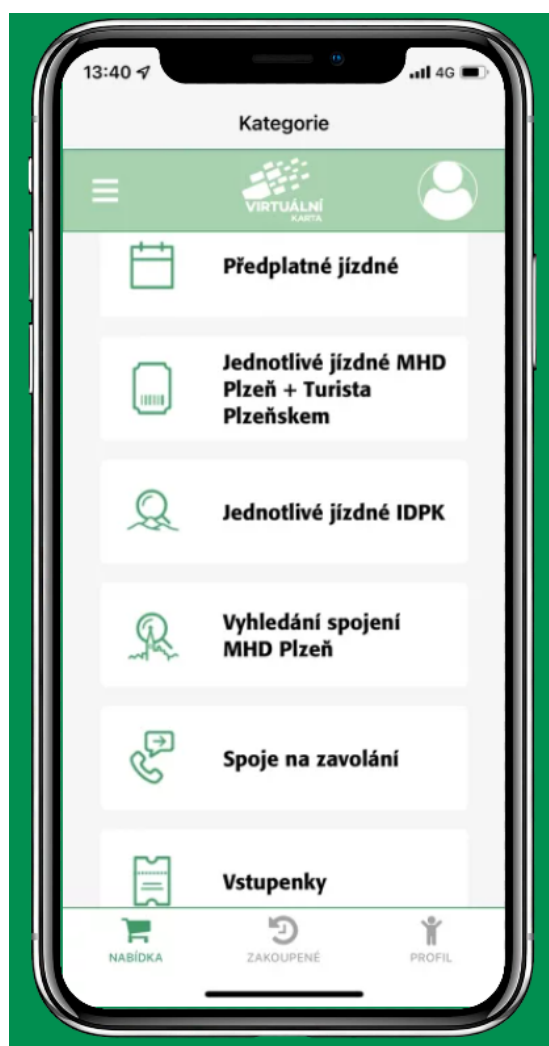 13:40
4G
Kategorie
VIRTUÁLNÍ
KARTA
Předplatné jízdné
Jednotlivé jízdné MHD
Plzeň + Turista
Plzeňskem
Jednotlivé jízdné IDPK
Vyhledání spojení
MHD Plzeň
Spoje na zavolání
Vstupenky
NABÍDKA ZAKOUPENÉ PROFIL